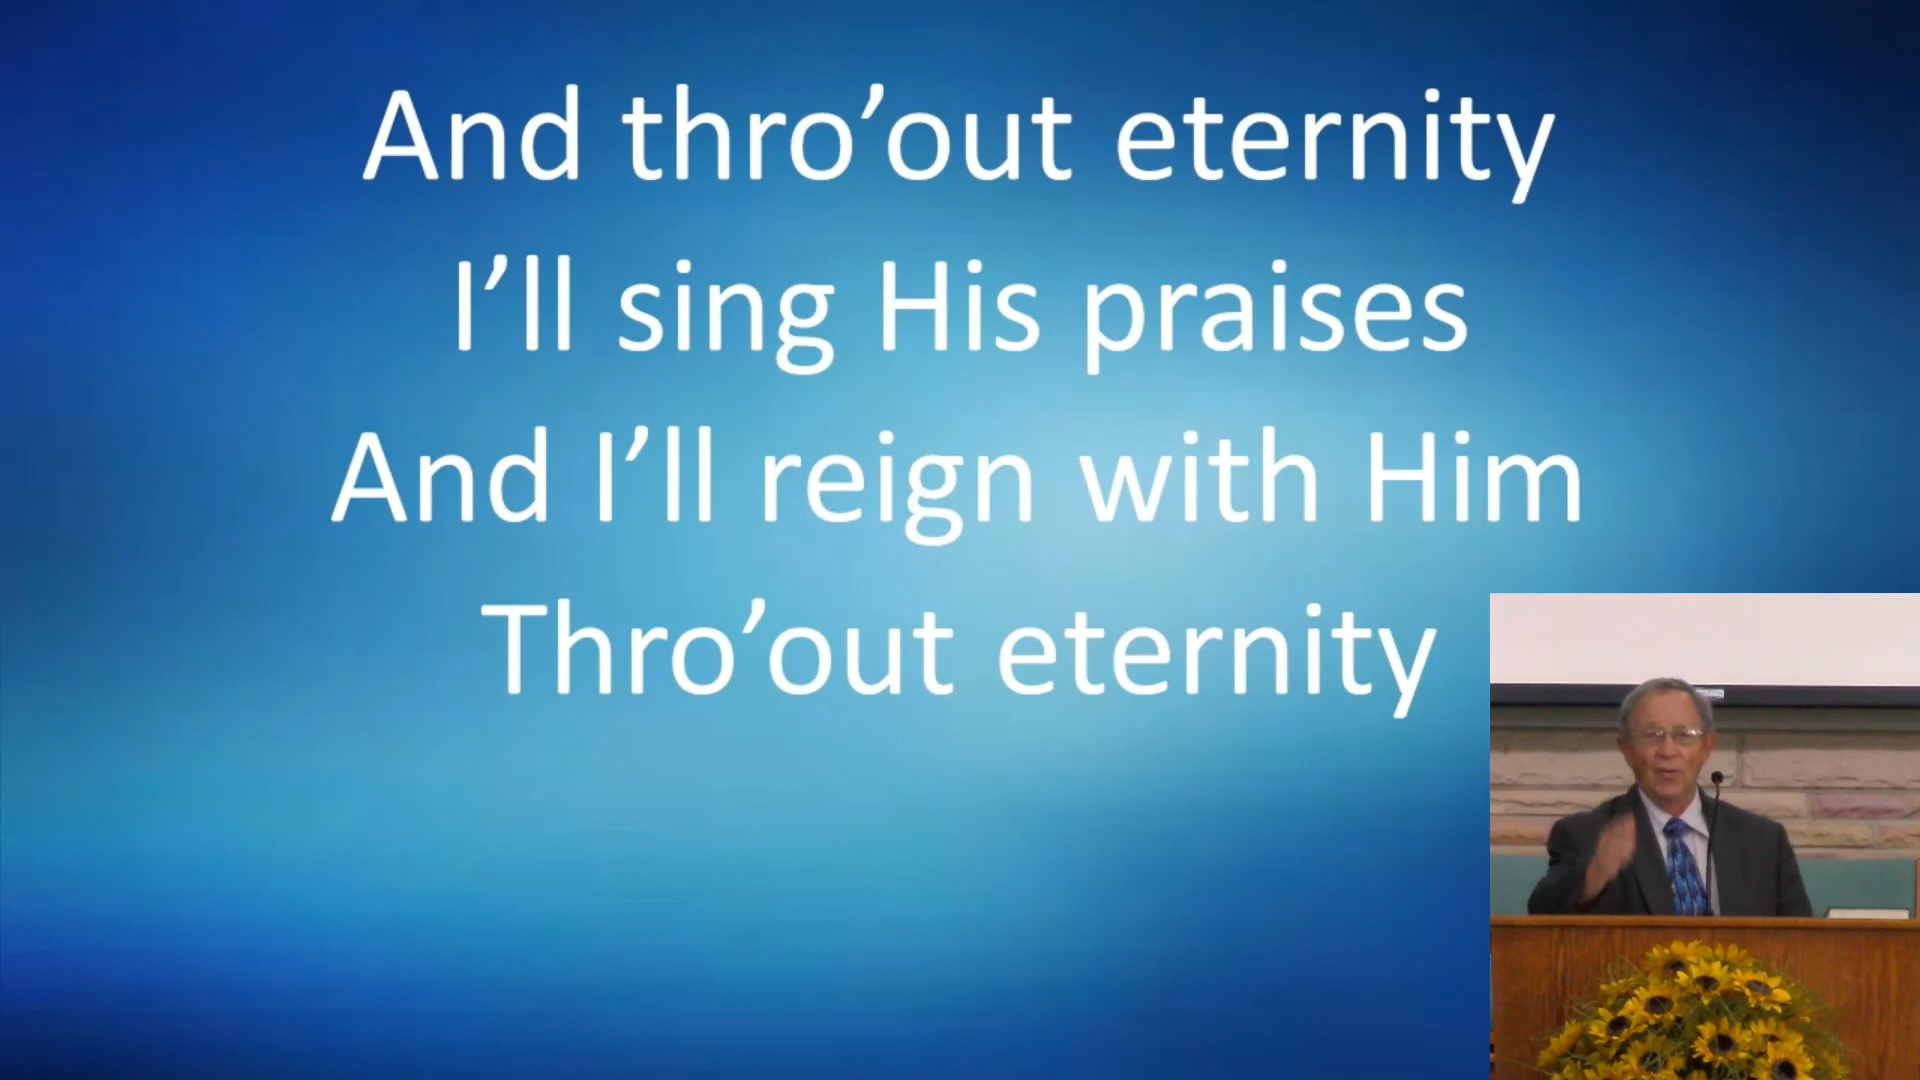 And thro’out eternity
I’ll sing His praises
And I’ll reign with Him
Thro’out eternity